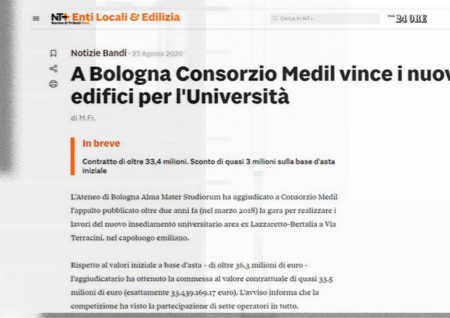 NT+ Enti Locali & Edilizia
Cerca in NT+
24 ORE
Notizie Bandi - 25 Agosto 2020
A Bologna Consorzio Medil vince i nuov
edifici per l'Università
di M.Fr.
In breve
Contratto di oltre 33,4 milioni. Sconto di quasi 3 milioni sulla base d'asta
iniziale
L'Ateneo di Bologna Alma Mater Studiorum ha aggiudicato a Consorzio Medil
l'appalto pubblicato oltre due anni fa (nel marzo 2018) la gara per realizzare i
lavori del nuovo insediamento universitario area ex Lazzaretto-Bertalia a Via
Terracini, nel capoluogo emiliano.
Rispetto al valori iniziale a base d'asta - di oltre 36,3 milioni di euro -
l'aggiudicatario ha ottenuto la commessa al valore contrattuale di quasi 33,5
milioni di euro (esattamente 33.439.169,17 euro). L'avviso informa che la
competizione ha visto la partecipazione di sette operatori in tutto.